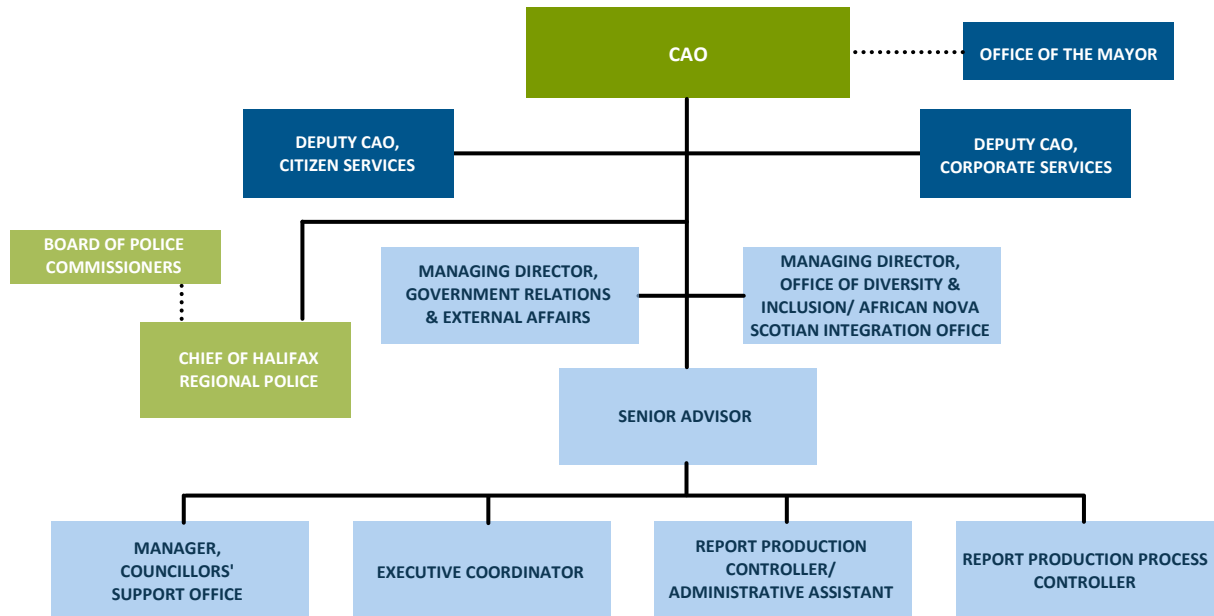 CAO
OFFICE OF THE MAYOR
DEPUTY CAO,
CITIZEN SERVICES
DEPUTY CAO,
CORPORATE SERVICES
BOARD OF POLICE
COMMISSIONERS
MANAGING DIRECTOR,
GOVERNMENT RELATIONS
& EXTERNAL AFFAIRS
MANAGING DIRECTOR,
OFFICE OF DIVERSITY &
INCLUSION/ AFRICAN NOVA
SCOTIAN INTEGRATION OFFICE
CHIEF OF HALIFAX
REGIONAL POLICE
SENIOR ADVISOR
MANAGER,
COUNCILLORS'
SUPPORT OFFICE
EXECUTIVE COORDINATOR
REPORT PRODUCTION
CONTROLLER/
ADMINISTRATIVE ASSISTANT
REPORT PRODUCTION PROCESS
CONTROLLER